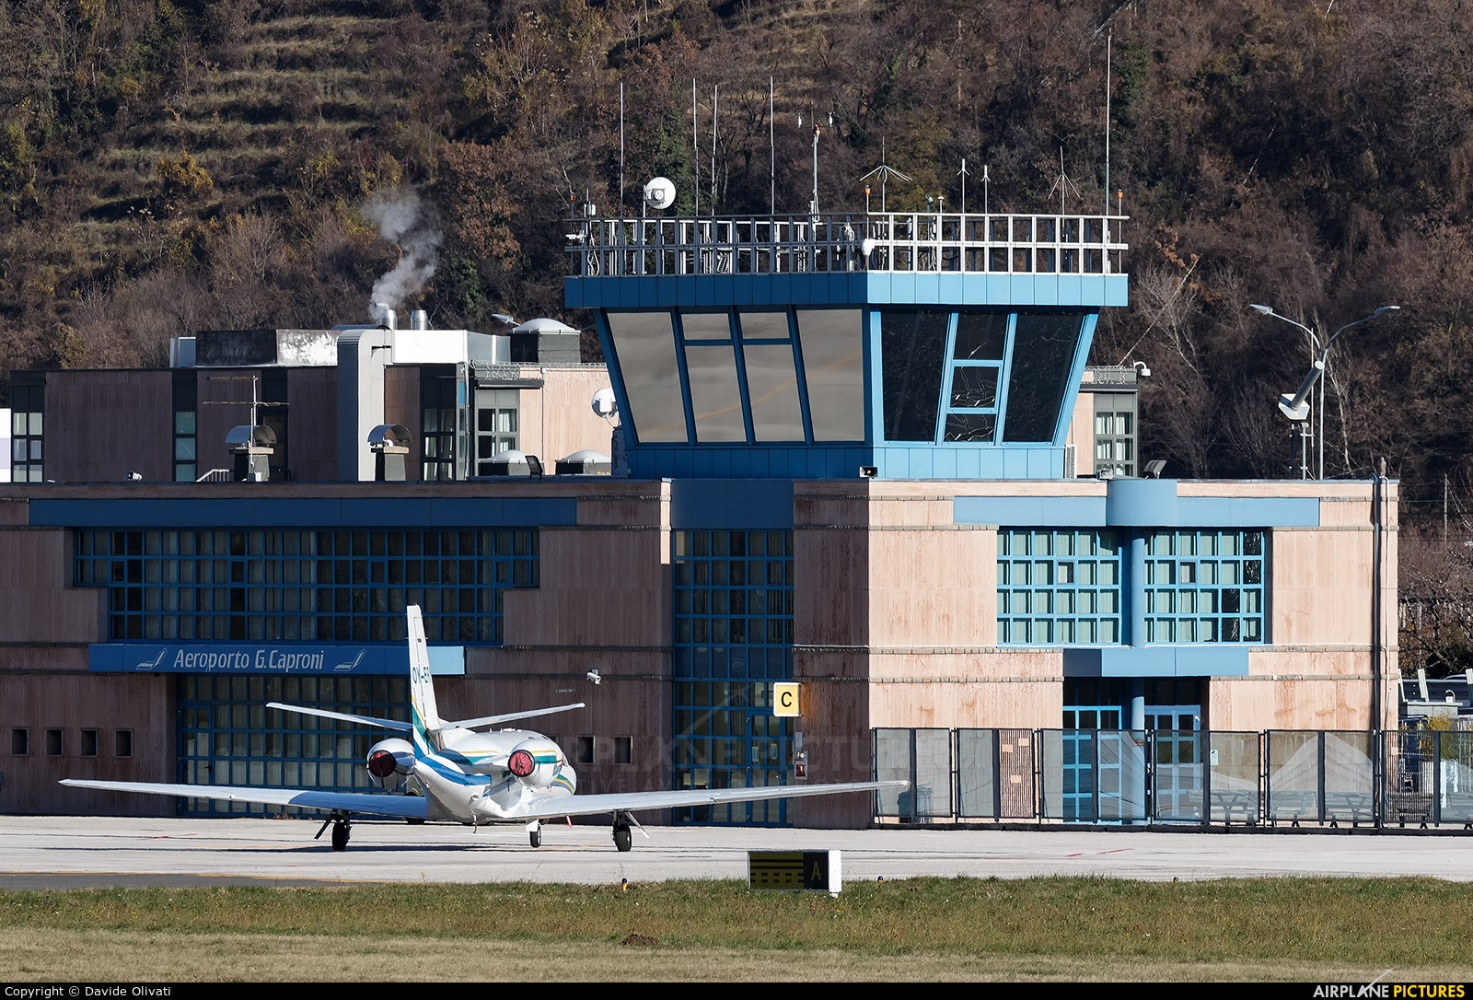 Aeroporto G.Caproni
C
A
Copyright © Davide Olivati
AIRPLANE PICTURES